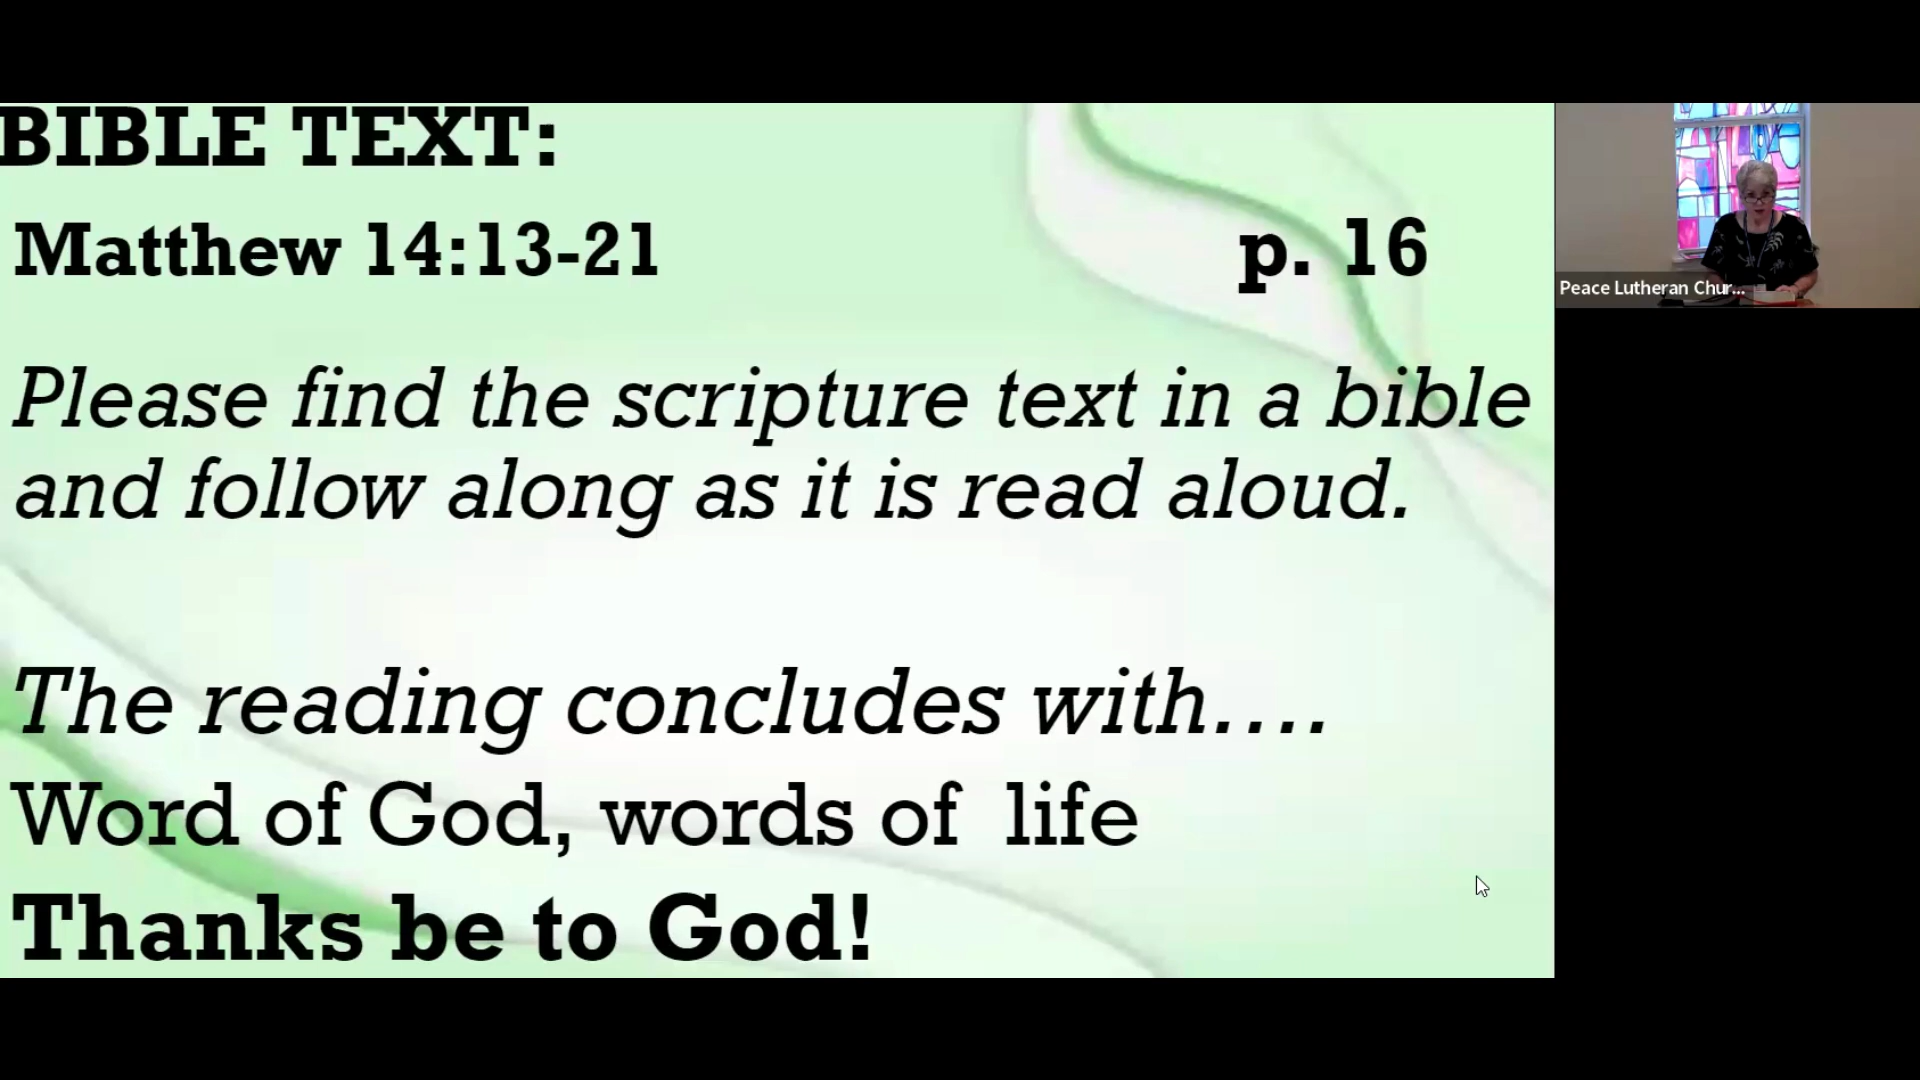 BIBLE TEXT:
Matthew 14:13-21 p. 16
Please find the scripture text in a bible
and follow along as it is read aloud.
The reading concludes with....
Word of God, words of life
Thanks be to God!
Peace Lutheran Chur...